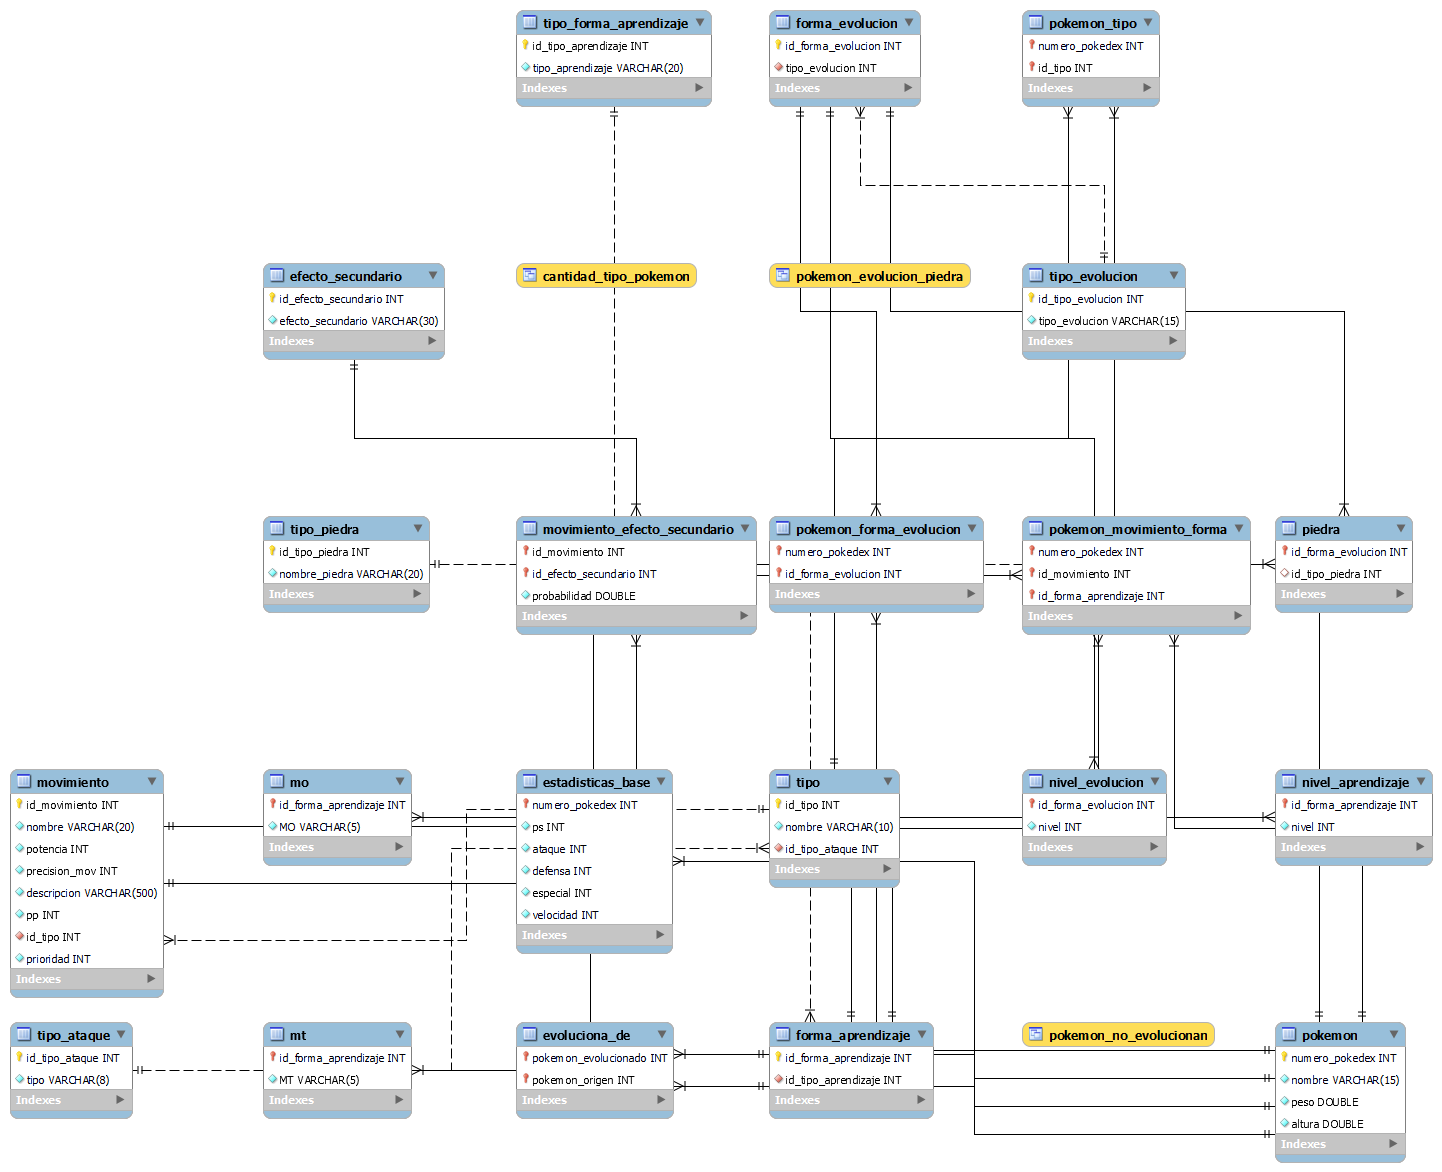 tipo_forma_aprendizaje
id_tipo_aprendizaje INT
tipo_aprendizaje VARCHAR(20)
Indexes
forma_evolucion
id_forma_evolucion INT
tipo_evolucion INT
Indexes
pokemon_tipo
numero_pokedex INT
id_tipo INT
Indexes
efecto_secundario
id_efecto_secundario INT
efecto_secundario VARCHAR(30)
Indexes
cantidad_tipo_pokemon
pokemon_evolucion_piedra
tipo_evolucion
id_tipo_evolucion INT
tipo_evolucion VARCHAR(15)
Indexes
tipo_piedra
id_tipo_piedra INT
nombre_piedra VARCHAR(20)
Indexes
movimiento_efecto_secundario
id_movimiento INT
id_efecto_secundario INT
probabilidad DOUBLE
Indexes
pokemon_forma_evolucion
numero_pokedex INT
id_forma_evolucion INT
Indexes
pokemon_movimiento_forma
numero_pokedex INT
id_movimiento INT
id_forma_aprendizaje INT
Indexes
piedra
id_forma_evolucion INT
id_tipo_piedra INT
Indexes
movimiento
id_movimiento INT
nombre VARCHAR(20)
potencia INT
precision_mov INT
descripcion VARCHAR(500)
pp INT
id_tipo INT
prioridad INT
Indexes
mo
id_forma_aprendizaje INT
MO VARCHAR(5)
Indexes
estadisticas_base
numero_pokedex INT
ps INT
ataque INT
defensa INT
especial INT
velocidad INT
Indexes
tipo
id_tipo INT
nombre VARCHAR(10)
id_tipo_ataque INT
Indexes
nivel_evolucion
id_forma_evolucion INT
nivel INT
Indexes
nivel_aprendizaje
id_forma_aprendizaje INT
nivel INT
Indexes
tipo_ataque
id_tipo_ataque INT
tipo VARCHAR(8)
Indexes
mt
id_forma_aprendizaje INT
MT VARCHAR(5)
Indexes
evoluciona_de
pokemon_evolucionado INT
pokemon_origen INT
Indexes
forma_aprendizaje
id_forma_aprendizaje INT
id_tipo_aprendizaje INT
Indexes
pokemon_no_evolucionan
pokemon
numero_pokedex INT
nombre VARCHAR(15)
peso DOUBLE
altura DOUBLE
Indexes